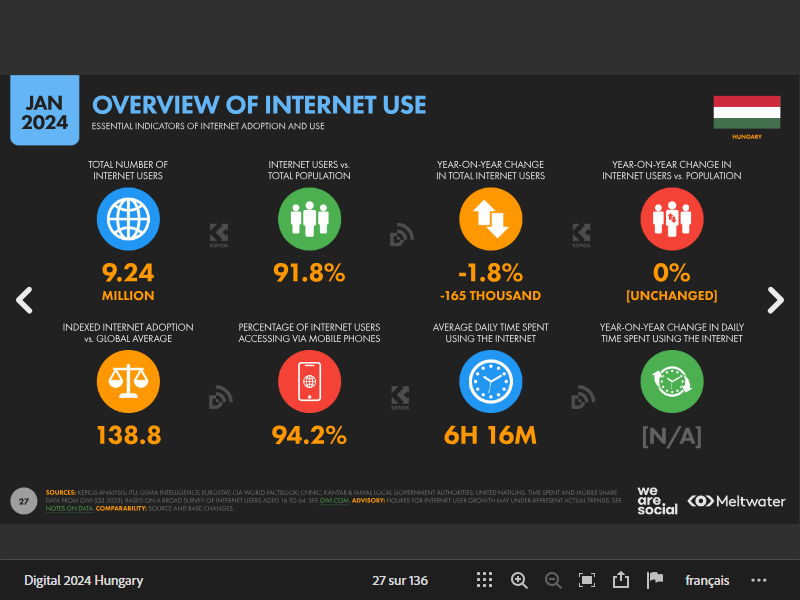 JAN
2024
OVERVIEW OF INTERNET USE
ESSENTIAL INDICATORS OF INTERNET ADOPTION AND USE
HUNGARY
TOTAL NUMBER OF
INTERNET USERS
9.24
MILLION
INTERNET USERS vs.
TOTAL POPULATION
91.8%
YEAR-ON-YEAR CHANGE
IN TOTAL INTERNET USERS
-1.8%
-165 THOUSAND
YEAR-ON-YEAR CHANGE IN
INTERNET USERS vs. POPULATION
0%
[UNCHANGED]
KEPIOS
KEPIOS
INDEXED INTERNET ADOPTION
vs. GLOBAL AVERAGE
138.8
PERCENTAGE OF INTERNET USERS
ACCESSING VIA MOBILE PHONES
94.2%
AVERAGE DAILY TIME SPENT
USING THE INTERNET
6H 16M
YEAR-ON-YEAR CHANGE IN DAILY
TIME SPENT USING THE INTERNET
[N/A]
KEPIOS
27
SOURCES: KEPIOS ANALYSIS; ITU; GSMA INTELLIGENCE; EUROSTAT; CIA WORLD FACTBOOK; CNNIC; KANTAR & IAMAI; LOCAL GOVERNMENT AUTHORITIES; UNITED NATIONS. TIME SPENT AND MOBILE SHARE
DATA FROM GWI (Q3 2023), BASED ON A BROAD SURVEY OF INTERNET USERS AGED 16 TO 64. SEE GWI.COM. ADVISORY: FIGURES FOR INTERNET USER GROWTH MAY UNDER-REPRESENT ACTUAL TRENDS. SEE
NOTES ON DATA. COMPARABILITY: SOURCE AND BASE CHANGES.
we
are.
social
Meltwater
Digital 2024 Hungary
27 sur 136
français